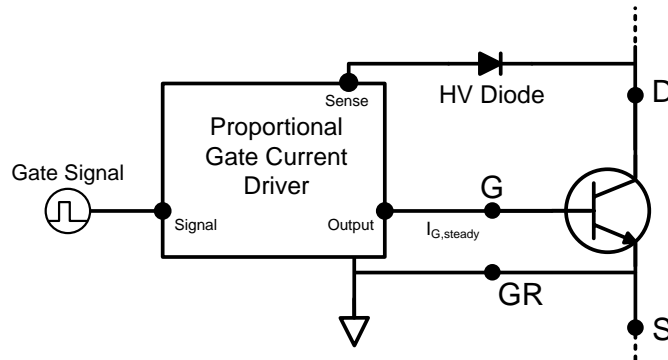 Sense
HV Diode
D
Proportional
Gate Current
Driver
Gate Signal
G
Signal
Output
I_G,steady
GR
S